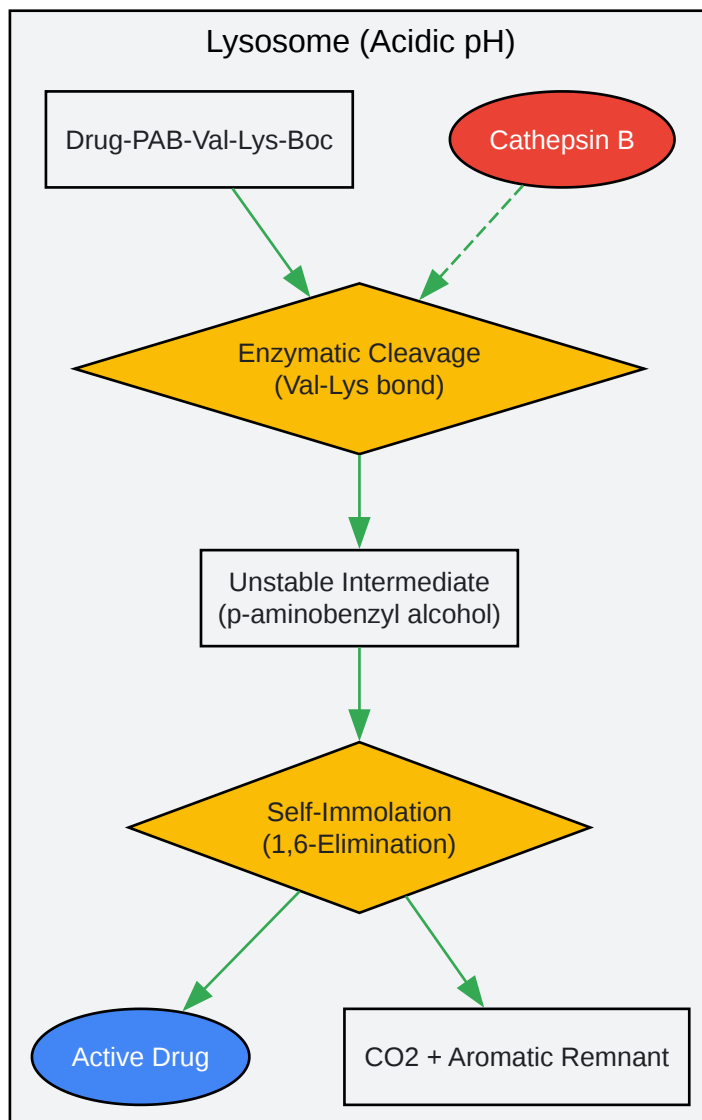 Lysosome (Acidic pH)
Drug-PAB-Val-Lys-Boc
Cathepsin B
Enzymatic Cleavage
(Val-Lys bond)
Unstable Intermediate
(p-aminobenzyl alcohol)
Self-Immolation
(1,6-Elimination)
Active Drug
CO2 + Aromatic Remnant